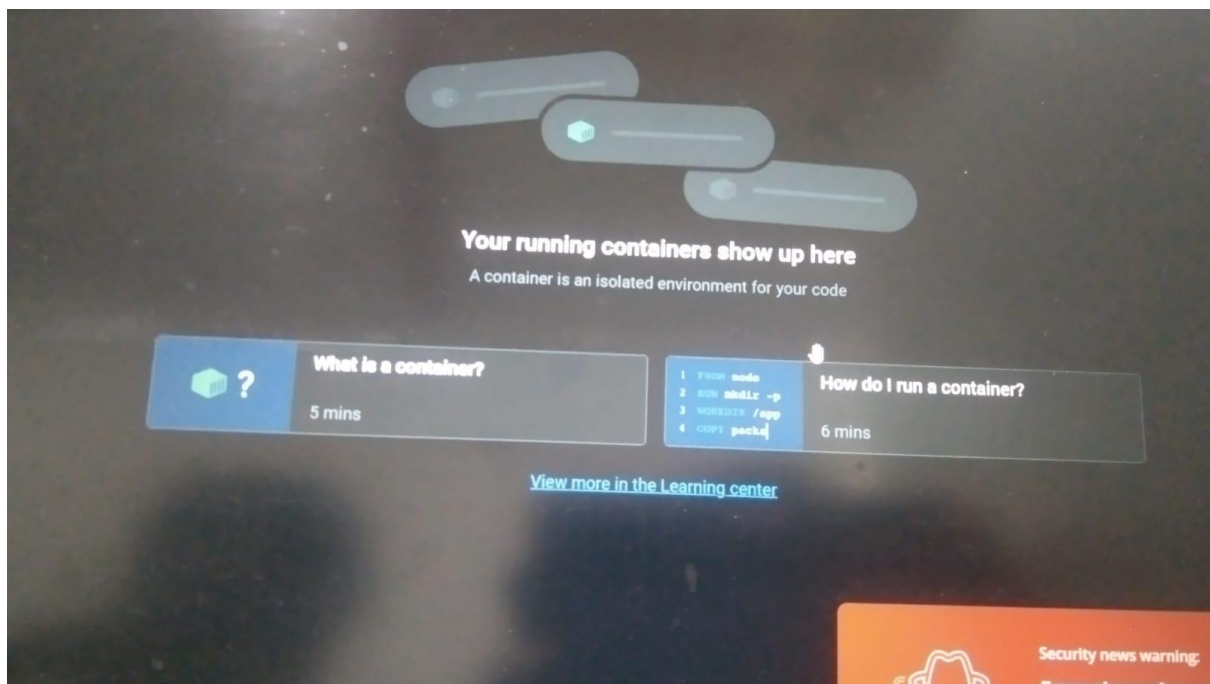 Your running containers show up here
A container is an isolated environment for your code
What is a container?
5 mins
1 FROM node
2 RUN mkdir -p
3 WORKDIR /app
4 COPY packa
How do I run a container?
6 mins
View more in the Learning center
Security news warning: